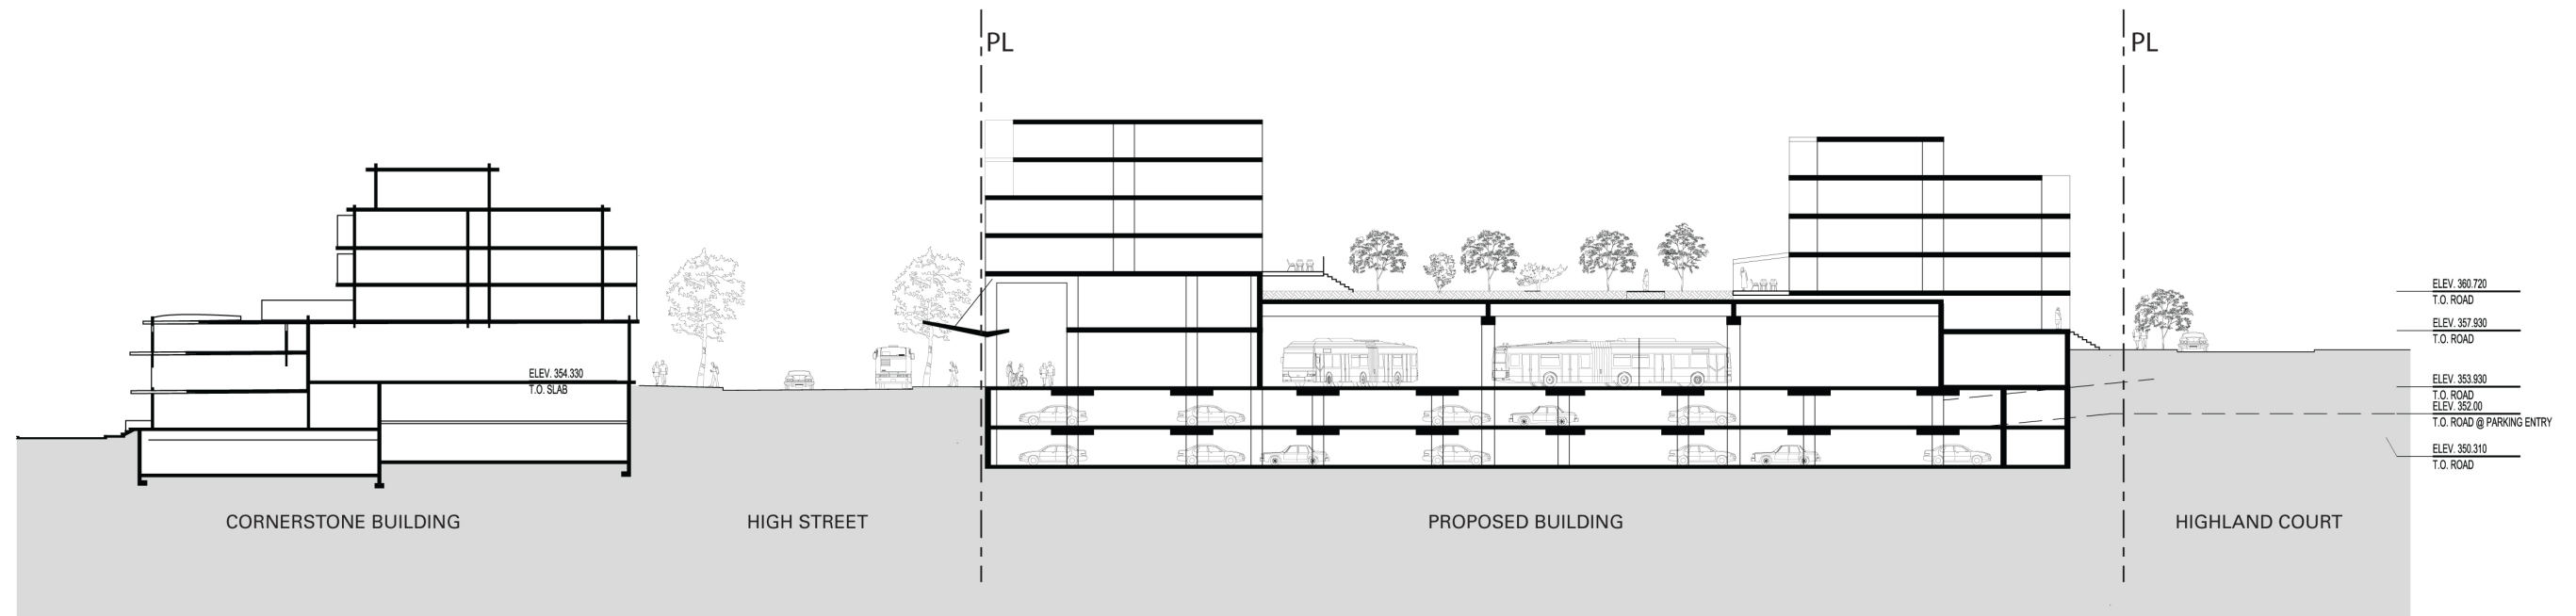 PL
PL
ELEV. 360.720
T.O. ROAD
ELEV. 357.930
T.O. ROAD
ELEV. 354.330
T.O. SLAB
ELEV. 353.930
T.O. ROAD
ELEV. 352.00
T.O. ROAD @ PARKING ENTRY
ELEV. 350.310
T.O. ROAD
CORNERSTONE BUILDING
HIGH STREET
PROPOSED BUILDING
HIGHLAND COURT